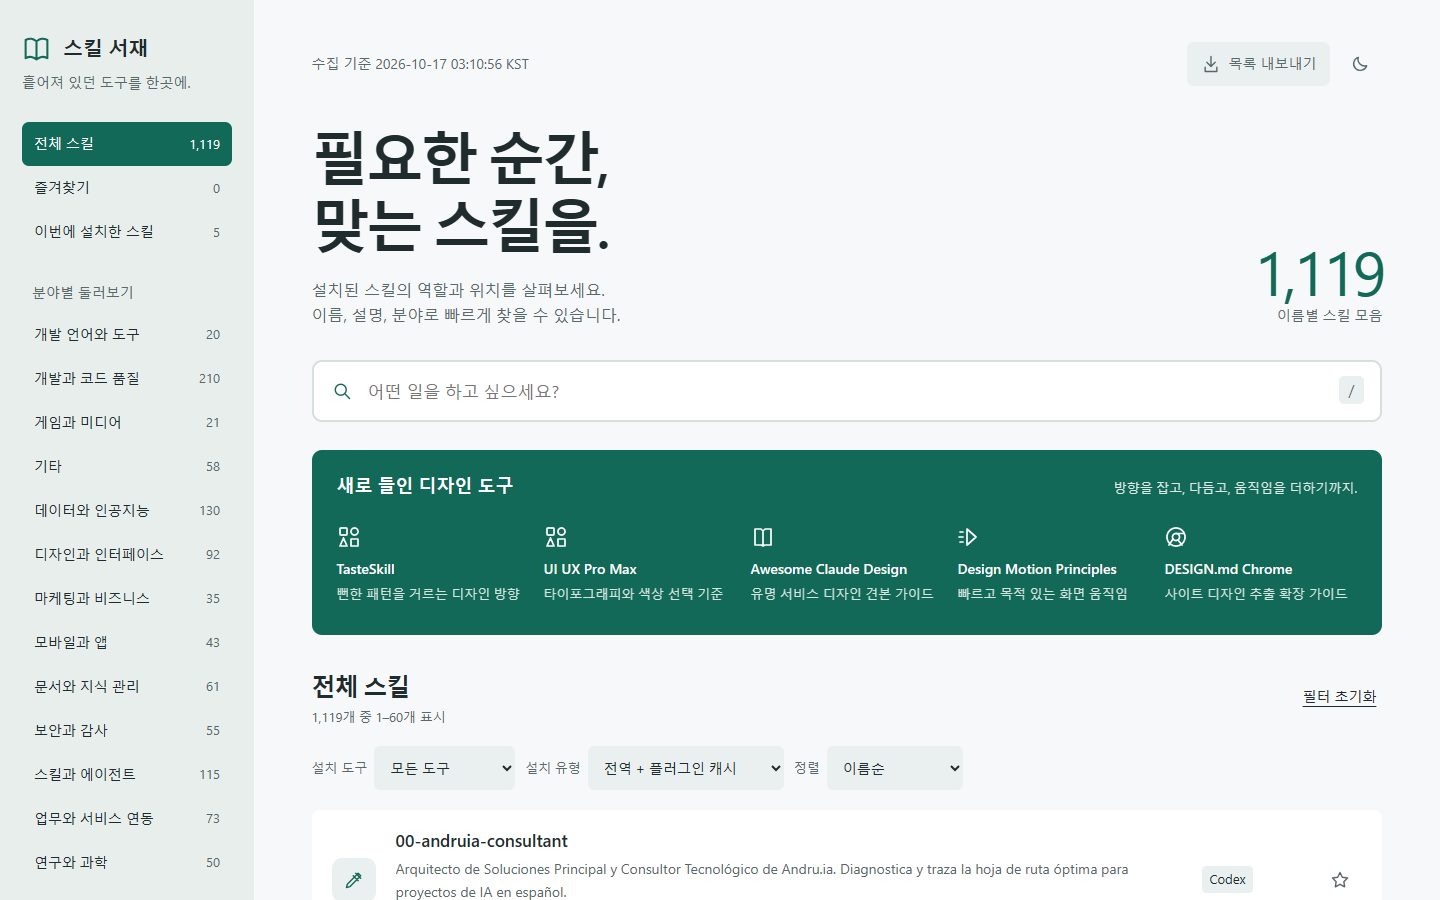 스킬 서재
흩어져 있던 도구를 한곳에.
전체 스킬 1,119
즐겨찾기 0
이번에 설치한 스킬 5
분야별 둘러보기
개발 언어와 도구 20
개발과 코드 품질 210
게임과 미디어 21
기타 58
데이터와 인공지능 130
디자인과 인터페이스 92
마케팅과 비즈니스 35
모바일과 앱 43
문서와 지식 관리 61
보안과 감사 55
스킬과 에이전트 115
업무와 서비스 연동 73
연구와 과학 50
수집 기준 2026-10-17 03:10:56 KST
목록 내보내기
필요한 순간,
맞는 스킬을.
설치된 스킬의 역할과 위치를 살펴보세요.
이름, 설명, 분야로 빠르게 찾을 수 있습니다.
1,119
이름별 스킬 모음
어떤 일을 하고 싶으세요? /
새로 들인 디자인 도구
방향을 잡고, 다듬고, 움직임을 더하기까지.
TasteSkill
뻔한 패턴을 거르는 디자인 방향
UI UX Pro Max
타이포그래피와 색상 선택 기준
Awesome Claude Design
유명 서비스 디자인 견본 가이드
Design Motion Principles
빠르고 목적 있는 화면 움직임
DESIGN.md Chrome
사이트 디자인 추출 확장 가이드
전체 스킬
1,119개 중 1–60개 표시
필터 초기화
설치 도구 모든 도구 설치 유형 전역 + 플러그인 캐시 정렬 이름순
00-andruia-consultant
Arquitecto de Soluciones Principal y Consultor Tecnológico de Andru.ia. Diagnostica y traza la hoja de ruta óptima para
proyectos de IA en español.
Codex